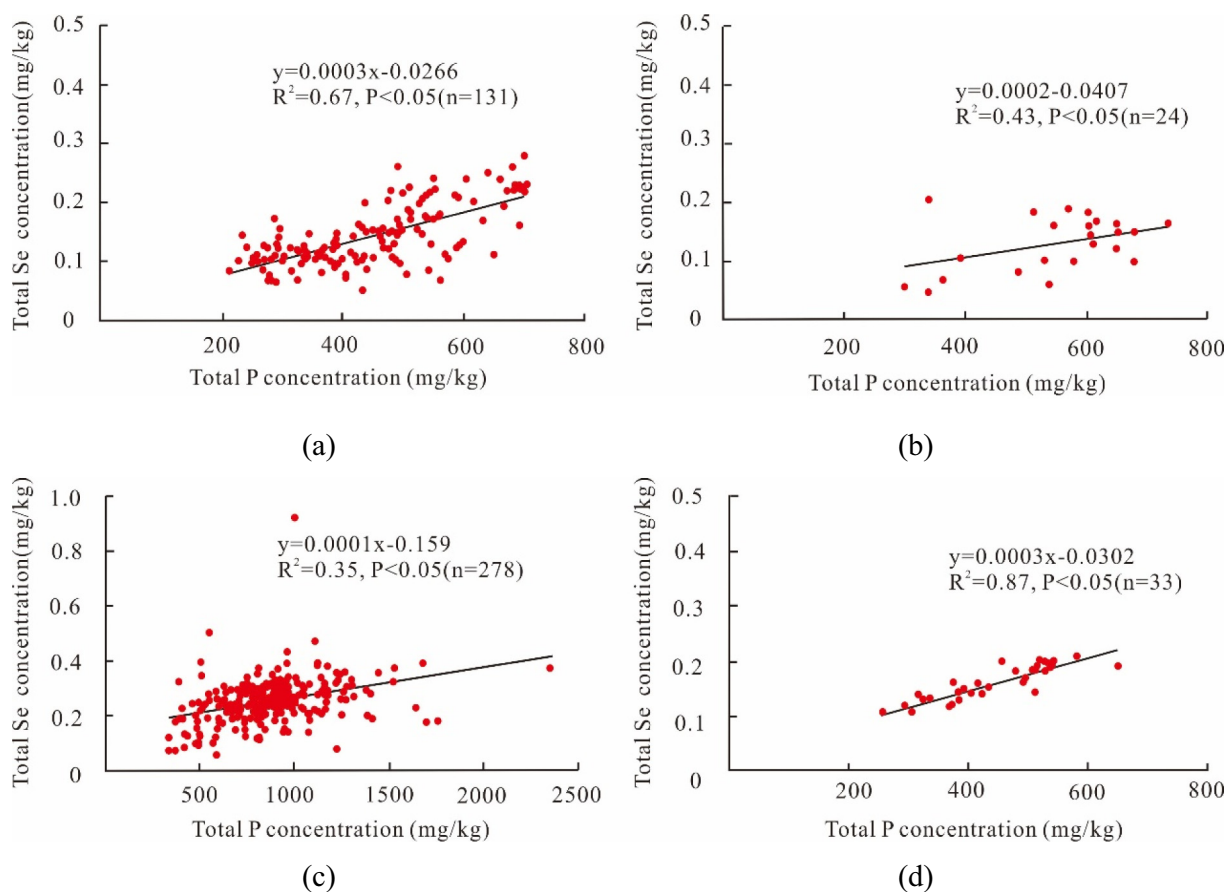 Total Se concentration(mg/kg)
0.5
0.4
0.3
0.2
0.1
0
y=0.0003x-0.0266
R²=0.67, P<0.05(n=131)
200 400 600 800
Total P concentration (mg/kg)
(a)
Total Se concentration(mg/kg)
0.5
0.4
0.3
0.2
0.1
0
y=0.0002-0.0407
R²=0.43, P<0.05(n=24)
200 400 600 800
Total P concentration (mg/kg)
(b)
Total Se concentration(mg/kg)
1.0
0.8
0.6
0.4
0.2
0
y=0.0001x-0.159
R²=0.35, P<0.05(n=278)
500 1000 1500 2000 2500
Total P concentration (mg/kg)
(c)
Total Se concentration(mg/kg)
0.5
0.4
0.3
0.2
0.1
0
y=0.0003x-0.0302
R²=0.87, P<0.05(n=33)
200 400 600 800
Total P concentration (mg/kg)
(d)